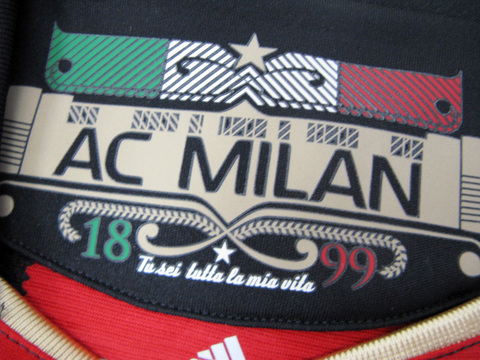 AC MILAN
18 99
Tu sei tutta la mia vita